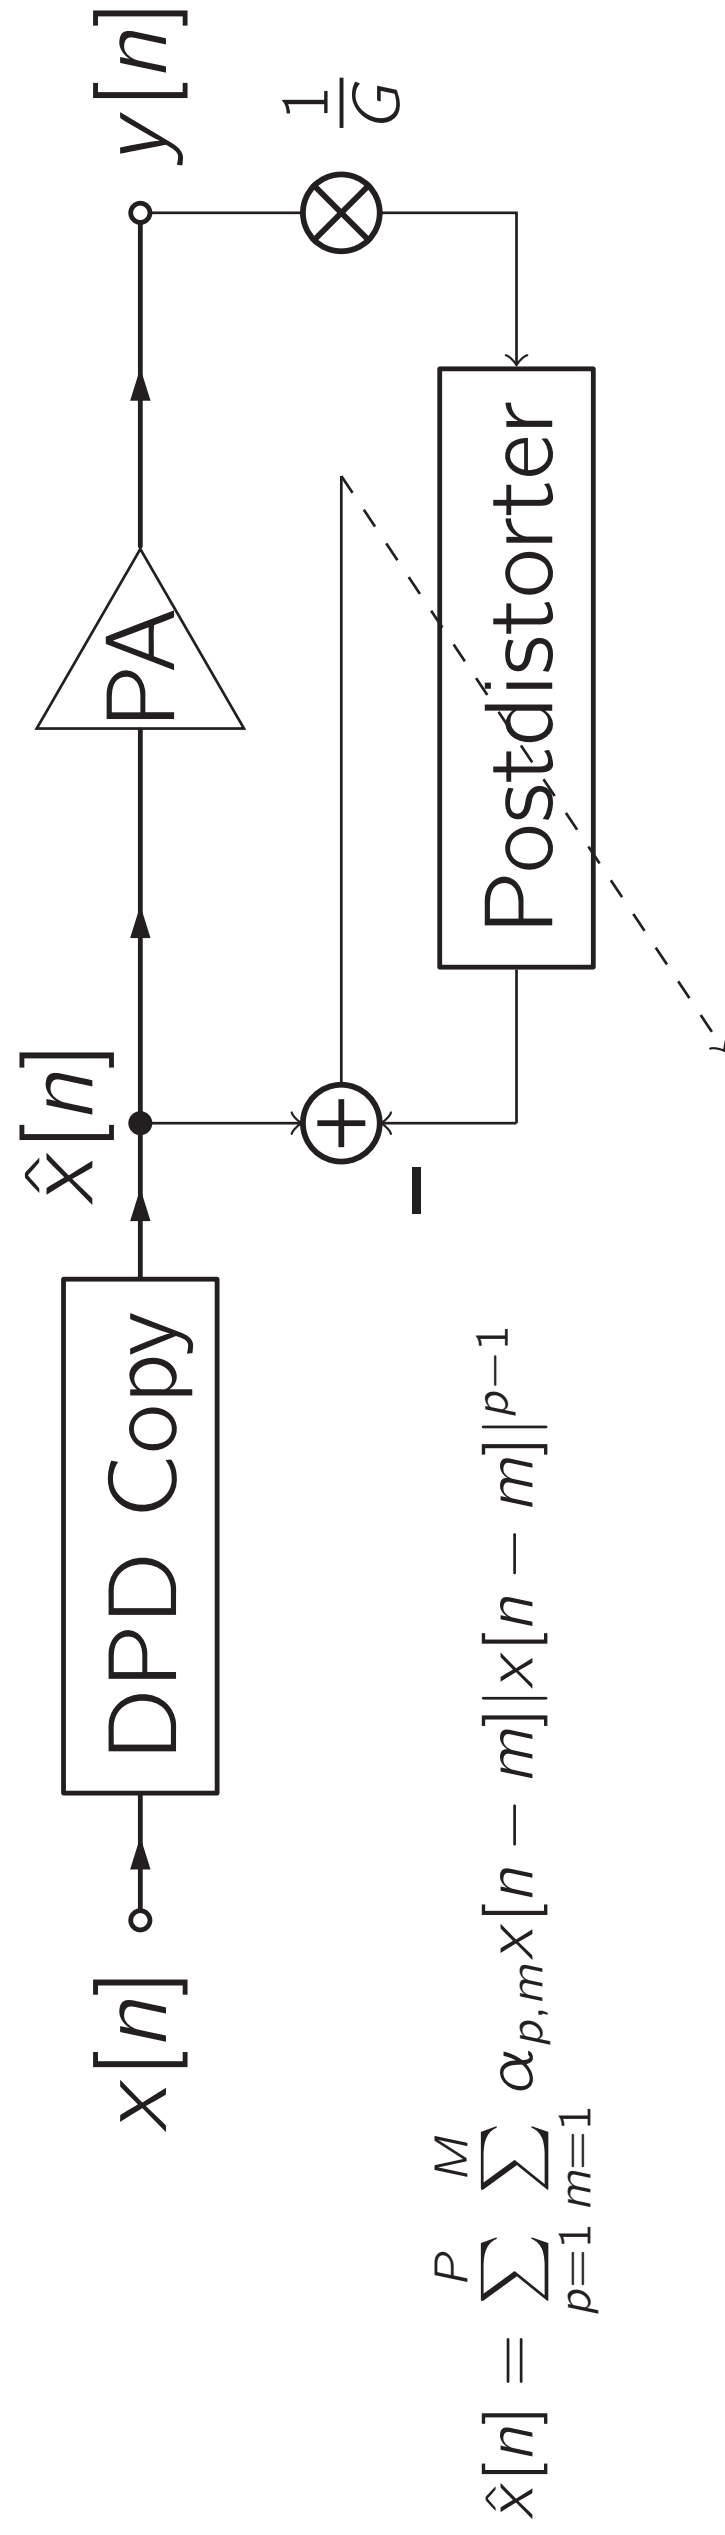 x[n]
DPD Copy
x̂[n]
PA
y[n]
1/G
+
−
Postdistorter
x̂[n] = ∑_{p=1}^{P} ∑_{m=1}^{M} α_{p,m}x[n − m]|x[n − m]|^{p−1}